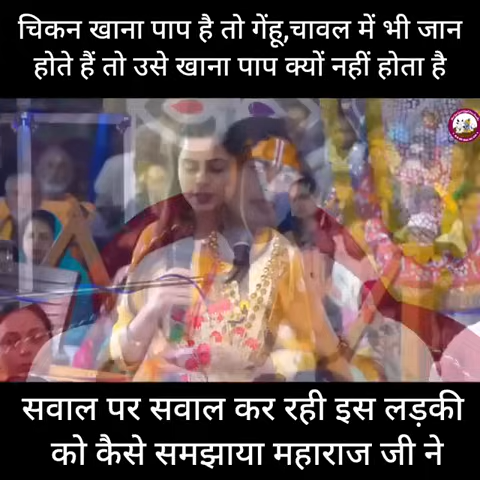 चिकन खाना पाप है तो गेंहू,चावल में भी जान
होते हैं तो उसे खाना पाप क्यों नहीं होता है
सवाल पर सवाल कर रही इस लड़की
को कैसे समझाया महाराज जी ने